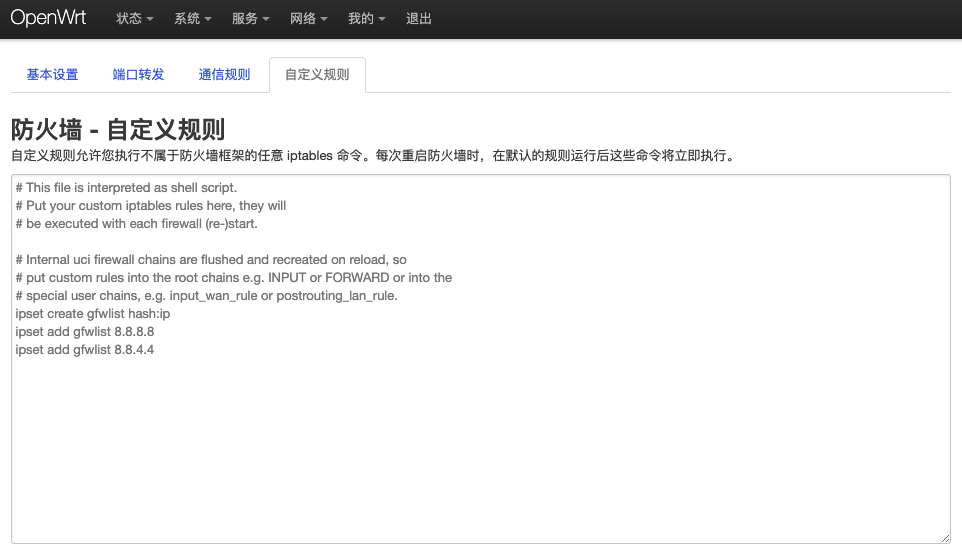 OpenWrt 状态 系统 服务 网络 我的 退出
基本设置 端口转发 通信规则 自定义规则
防火墙 - 自定义规则
自定义规则允许您执行不属于防火墙框架的任意 iptables 命令。每次重启防火墙时，在默认的规则运行后这些命令将立即执行。
# This file is interpreted as shell script.
# Put your custom iptables rules here, they will
# be executed with each firewall (re-)start.
# Internal uci firewall chains are flushed and recreated on reload, so
# put custom rules into the root chains e.g. INPUT or FORWARD or into the
# special user chains, e.g. input_wan_rule or postrouting_lan_rule.
ipset create gfwlist hash:ip
ipset add gfwlist 8.8.8.8
ipset add gfwlist 8.8.4.4